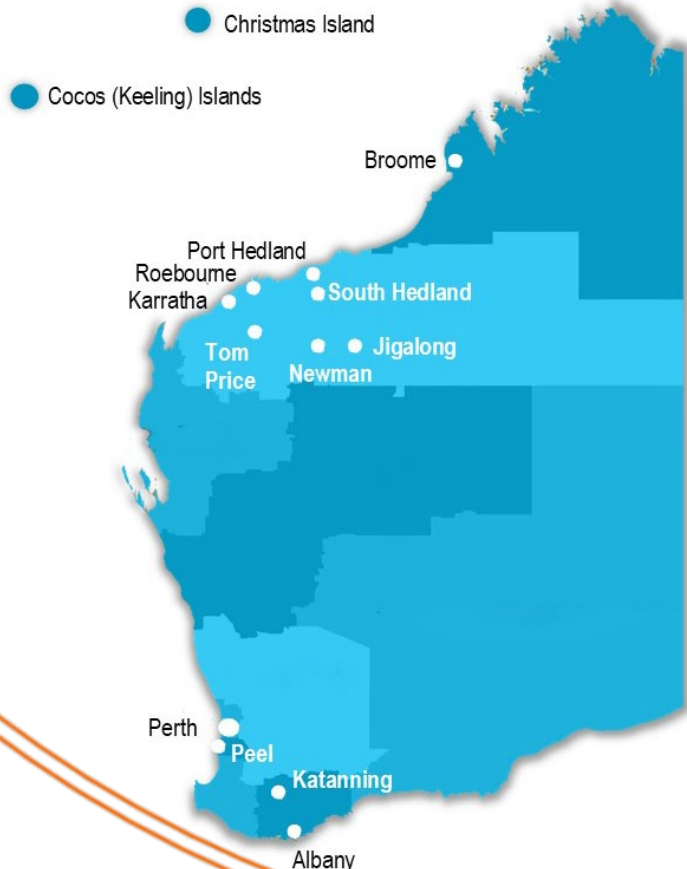 Christmas Island
Cocos (Keeling) Islands
Broome
Port Hedland
Roebourne
South Hedland
Karratha
Tom
Price
Newman
Jigalong
Perth
Peel
Katanning
Albany